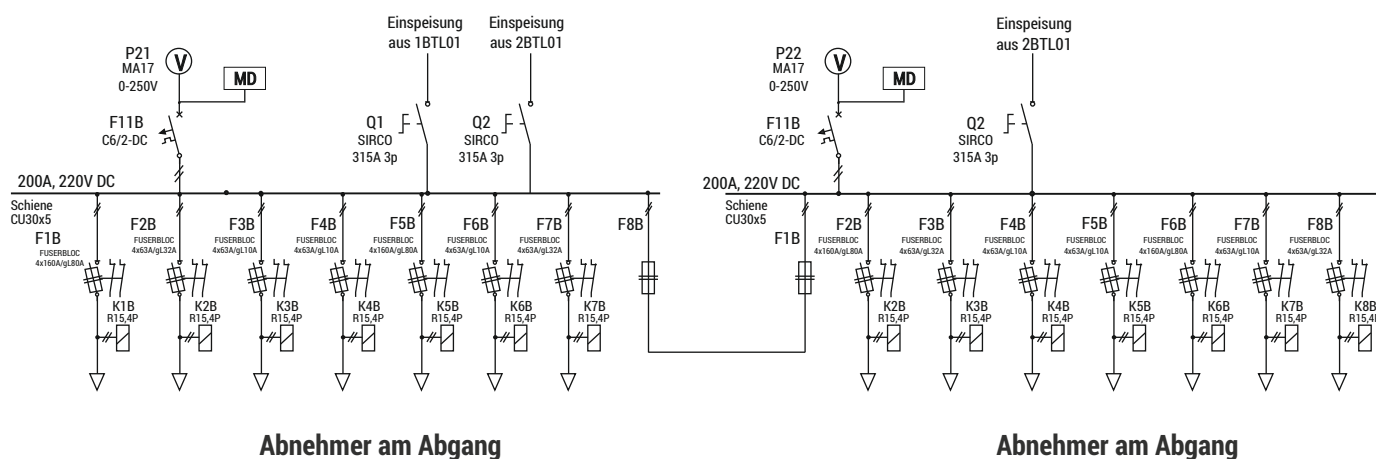 Einspeisung
aus 1BTL01
Einspeisung
aus 2BTL01
P21
MA17
0-250V
V
MD
F11B
C6/2-DC
Q1
SIRCO
315A 3p
Q2
SIRCO
315A 3p
200A, 220V DC
Schiene
CU30x5
F1B
FUSERBLOC
4x160A/gL80A
F2B
FUSERBLOC
4x63A/gL32A
F3B
FUSERBLOC
4x63A/gL10A
F4B
FUSERBLOC
4x63A/gL10A
F5B
FUSERBLOC
4x160A/gL80A
F6B
FUSERBLOC
4x63A/gL10A
F7B
FUSERBLOC
4x63A/gL32A
F8B
K1B
R15,4P
K2B
R15,4P
K3B
R15,4P
K4B
R15,4P
K5B
R15,4P
K6B
R15,4P
K7B
R15,4P
Abnehmer am Abgang
Einspeisung
aus 2BTL01
P22
MA17
0-250V
V
MD
F11B
C6/2-DC
Q2
SIRCO
315A 3p
200A, 220V DC
Schiene
CU30x5
F1B
F2B
FUSERBLOC
4x160A/gL80A
F3B
FUSERBLOC
4x63A/gL32A
F4B
FUSERBLOC
4x63A/gL10A
F5B
FUSERBLOC
4x63A/gL10A
F6B
FUSERBLOC
4x160A/gL80A
F7B
FUSERBLOC
4x63A/gL10A
F8B
FUSERBLOC
4x63A/gL32A
K2B
R15,4P
K3B
R15,4P
K4B
R15,4P
K5B
R15,4P
K6B
R15,4P
K7B
R15,4P
K8B
R15,4P
Abnehmer am Abgang